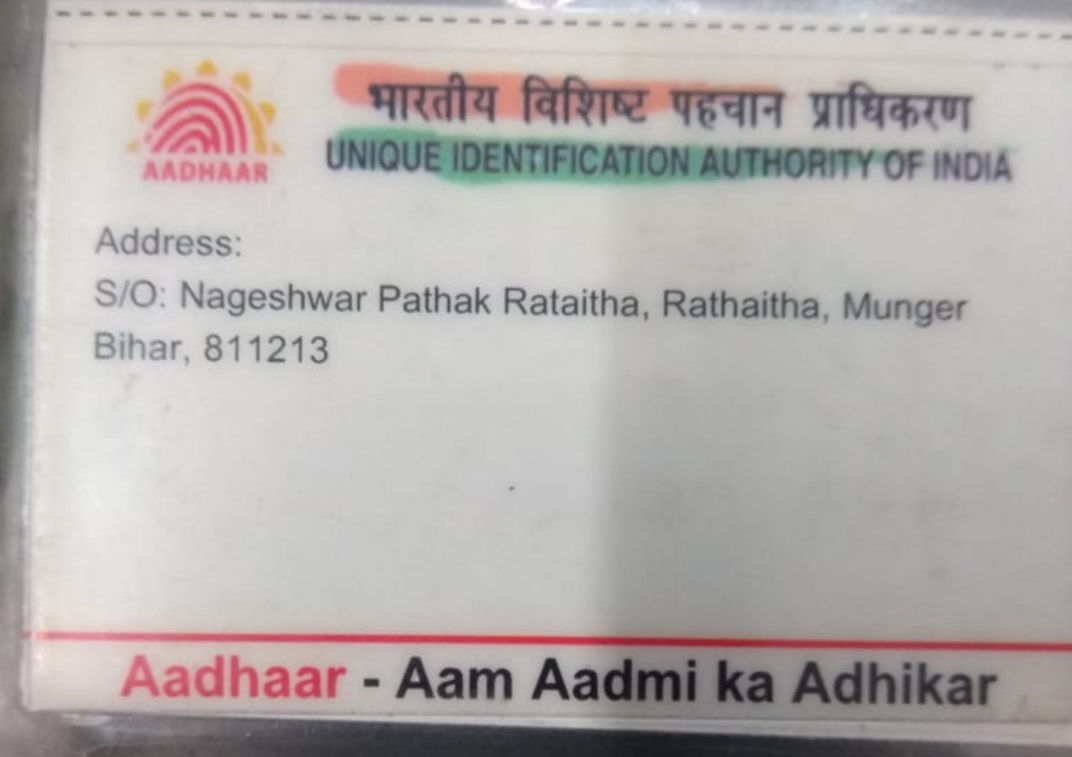 भारतीय विशिष्ट पहचान प्राधिकरण
AADHAAR
UNIQUE IDENTIFICATION AUTHORITY OF INDIA
Address:
S/O: Nageshwar Pathak Rataitha, Rathaitha, Munger
Bihar, 811213
Aadhaar - Aam Aadmi ka Adhikar